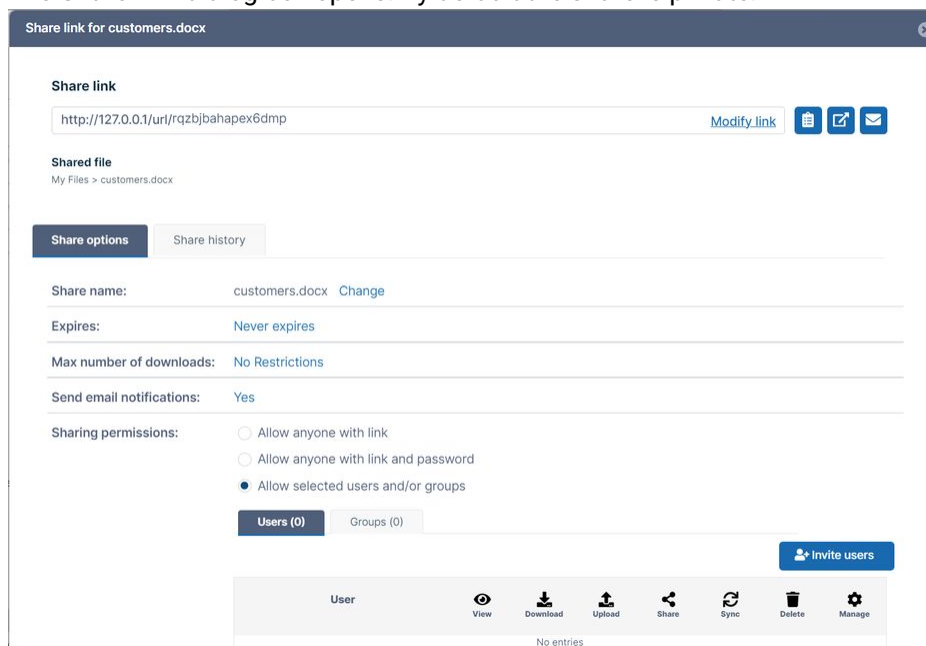 Share link for customers.docx
Share link
http://127.0.0.1/url/rqzbjbahapex6dmp Modify link
Shared file
My Files > customers.docx
Share options Share history
Share name: customers.docx Change
Expires: Never expires
Max number of downloads: No Restrictions
Send email notifications: Yes
Sharing permissions: Allow anyone with link
Allow anyone with link and password
Allow selected users and/or groups
Users (0) Groups (0)
Invite users
User View Download Upload Share Sync Delete Manage
No entries